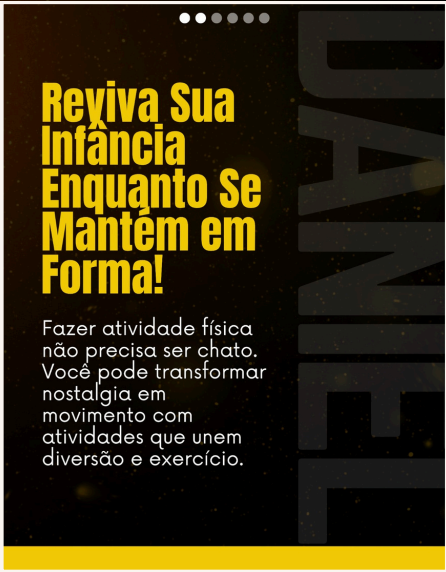 Reviva Sua
Infância
Enquanto Se
Mantém em
Forma!
Fazer atividade física
não precisa ser chato.
Você pode transformar
nostalgia em
movimento com
atividades que unem
diversão e exercício.
DANIEL